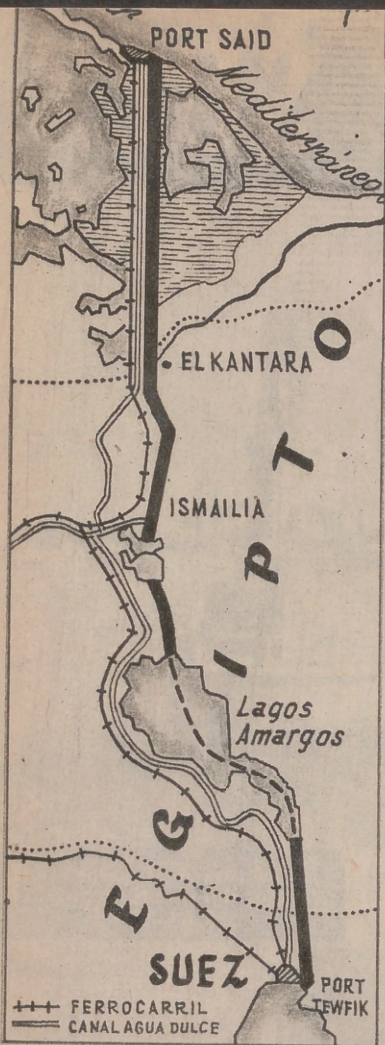 PORT SAID
Mediterráneo
EL KANTARA
ISMAILIA
EGIPTO
Lagos
Amargos
SUEZ
PORT
TEWFIK
FERROCARRIL
CANAL AGUA DULCE